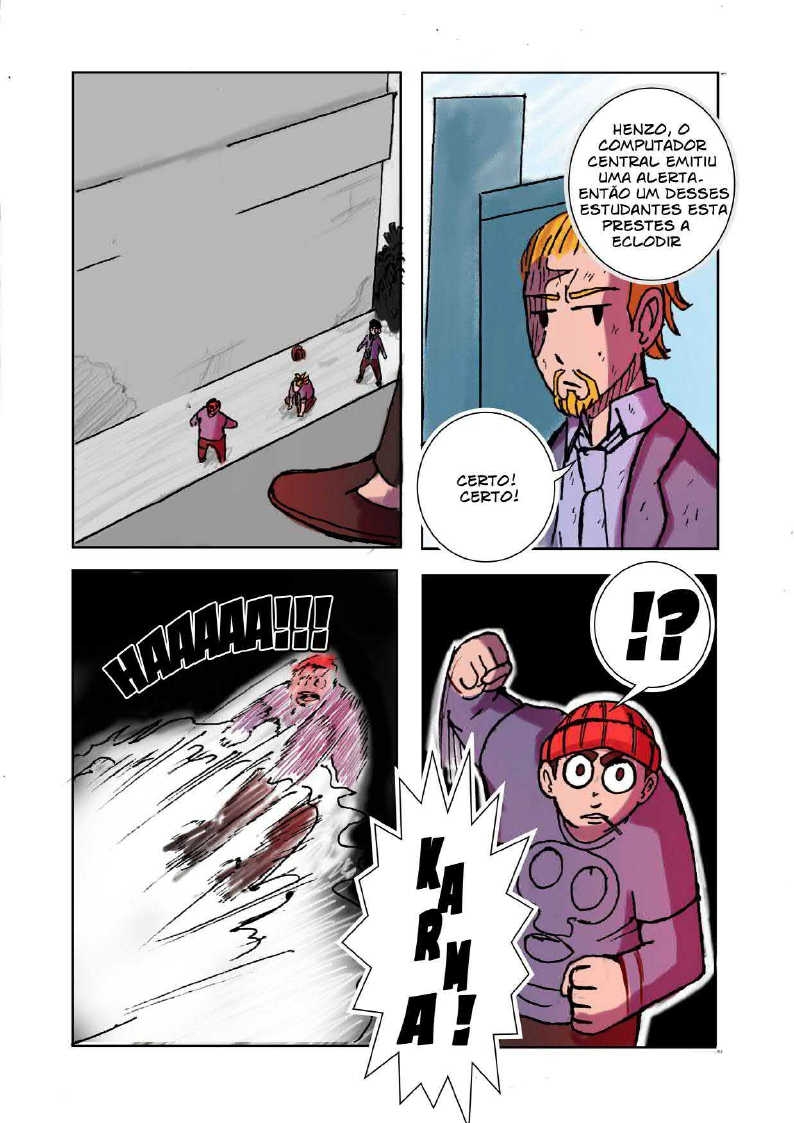 HENZO, O
COMPUTADOR
CENTRAL EMITIU
UMA ALERTA-
ENTÃO UM DESSES
ESTUDANTES ESTA
PRESTES A
ECLODIR
CERTO!
CERTO!
HAAAAA!!!
!?
KARMA!